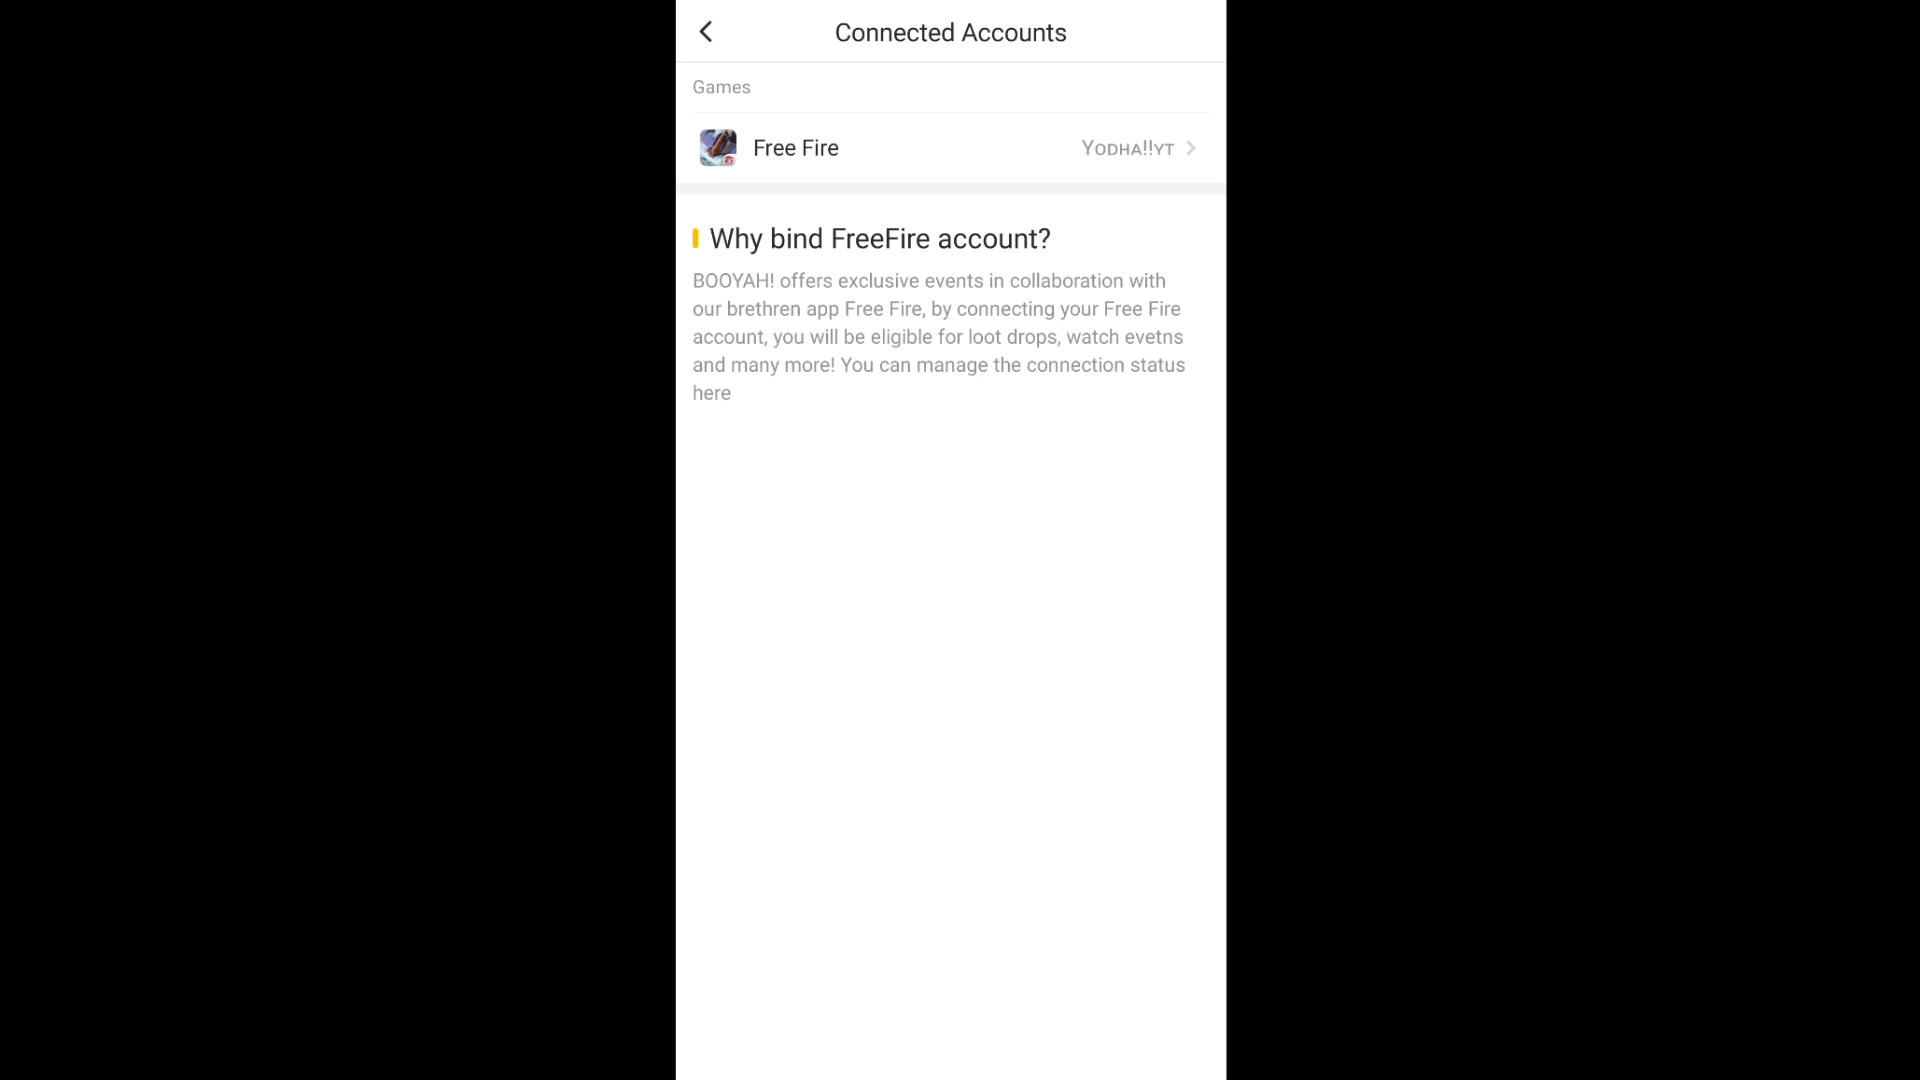 Connected Accounts
Games
Free Fire
Yᴏᴅʜᴀ!!ʏᴛ
Why bind FreeFire account?
BOOYAH! offers exclusive events in collaboration with
our brethren app Free Fire, by connecting your Free Fire
account, you will be eligible for loot drops, watch evetns
and many more! You can manage the connection status
here